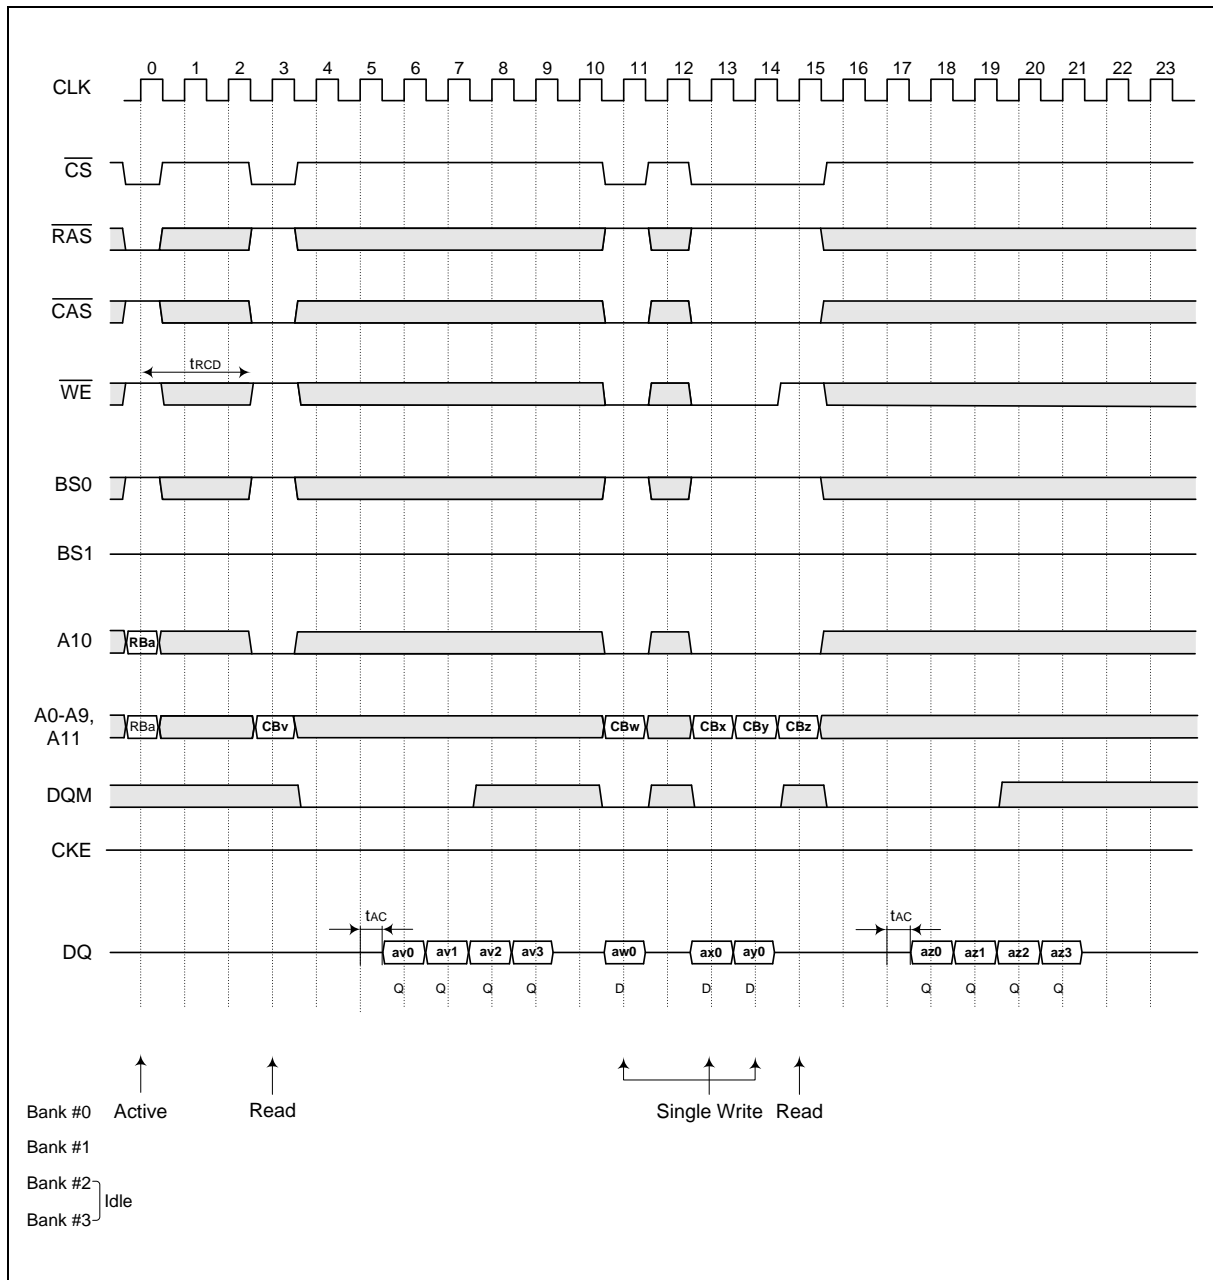 0 1 2 3 4 5 6 7 8 9 10 11 12 13 14 15 16 17 18 19 20 21 22 23
CLK
CS
RAS
CAS
tRCD
WE
BS0
BS1
A10 RBa
A0-A9, A11 RBa CBv CBw CBx CBy CBz
DQM
CKE
tAC tAC
DQ av0 av1 av2 av3 aw0 ax0 ay0 az0 az1 az2 az3
Q Q Q Q D D D Q Q Q Q
Bank #0 Active Read Single Write Read
Bank #1
Bank #2
Idle
Bank #3